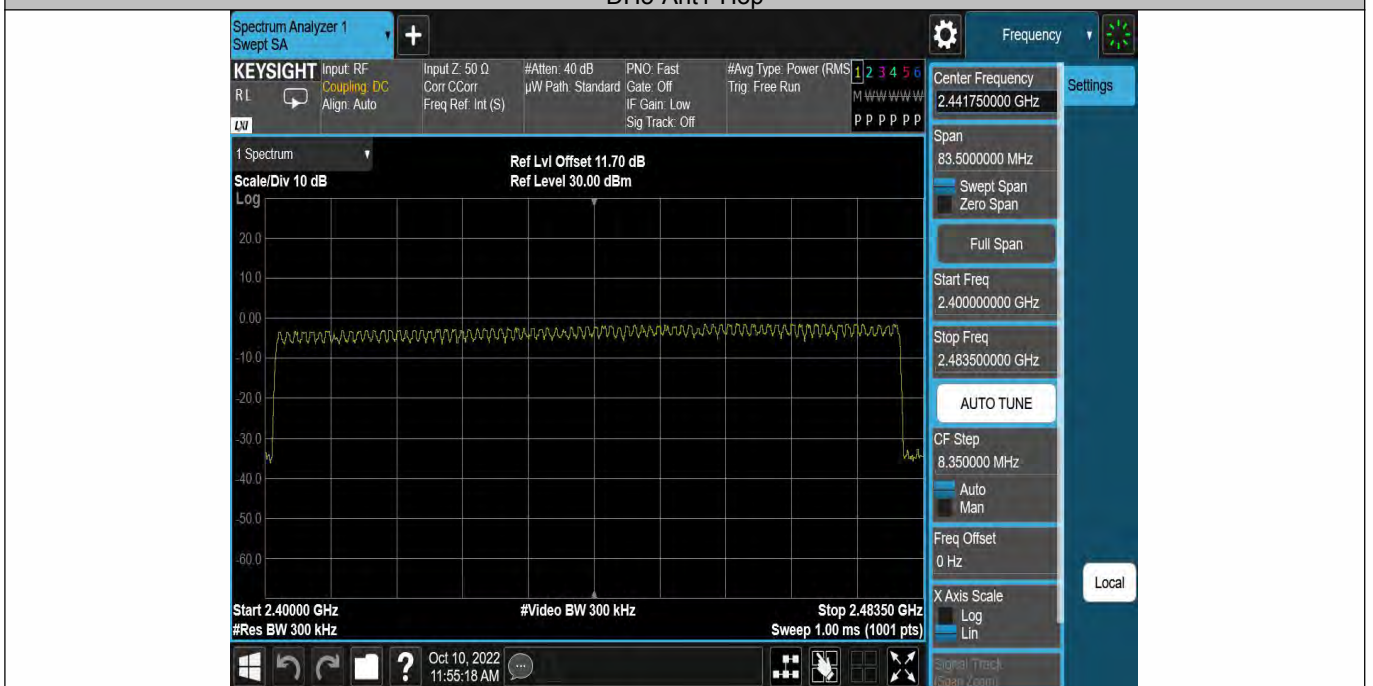 Spectrum Analyzer 1
Swept SA
Frequency
KEYSIGHT
RL
LXI
Input: RF
Coupling: DC
Align: Auto
Input Z: 50 Ω
Corr CCorr
Freq Ref: Int (S)
#Atten: 40 dB
µW Path: Standard
PNO: Fast
Gate: Off
IF Gain: Low
Sig Track: Off
#Avg Type: Power (RMS
Trig: Free Run
1 2 3 4 5 6
M W W W W W
P P P P P P
Center Frequency
2.441750000 GHz
Settings
Span
83.5000000 MHz
Swept Span
Zero Span
Full Span
Start Freq
2.400000000 GHz
Stop Freq
2.483500000 GHz
AUTO TUNE
CF Step
8.350000 MHz
Auto
Man
Freq Offset
0 Hz
X Axis Scale
Log
Lin
Signal Track
(Span Zoom)
Local
1 Spectrum
Scale/Div 10 dB
Log
Ref Lvl Offset 11.70 dB
Ref Level 30.00 dBm
20.0
10.0
0.00
-10.0
-20.0
-30.0
-40.0
-50.0
-60.0
Start 2.40000 GHz
#Res BW 300 kHz
#Video BW 300 kHz
Stop 2.48350 GHz
Sweep 1.00 ms (1001 pts)
?
Oct 10, 2022
11:55:18 AM